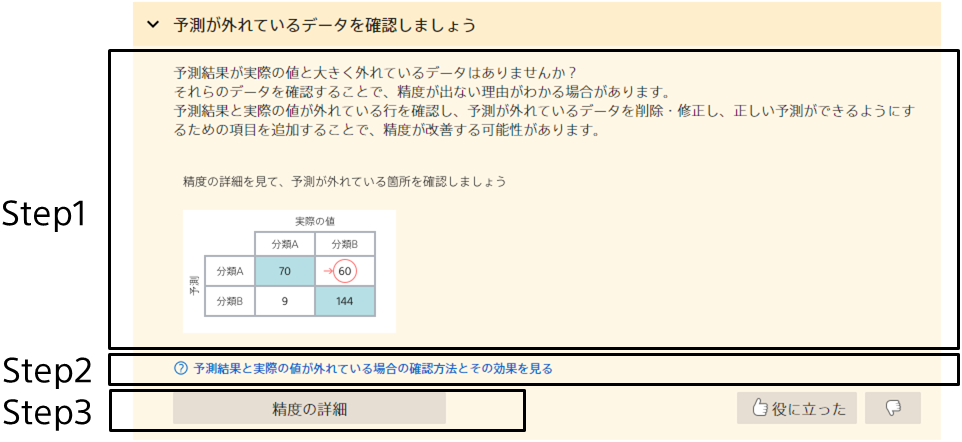 予測が外れているデータを確認しましょう
予測結果が実際の値と大きく外れているデータはありませんか？
それらのデータを確認することで、精度が出ない理由がわかる場合があります。
予測結果と実際の値が外れている行を確認し、予測が外れているデータを削除・修正し、正しい予測ができるようにす
るための項目を追加することで、精度が改善する可能性があります。
精度の詳細を見て、予測が外れている箇所を確認しましょう
Step1
実際の値
分類A 分類B
予測
分類A 70 →60
分類B 9 144
Step2
? 予測結果と実際の値が外れている場合の確認方法とその効果を見る
Step3
精度の詳細
役に立った